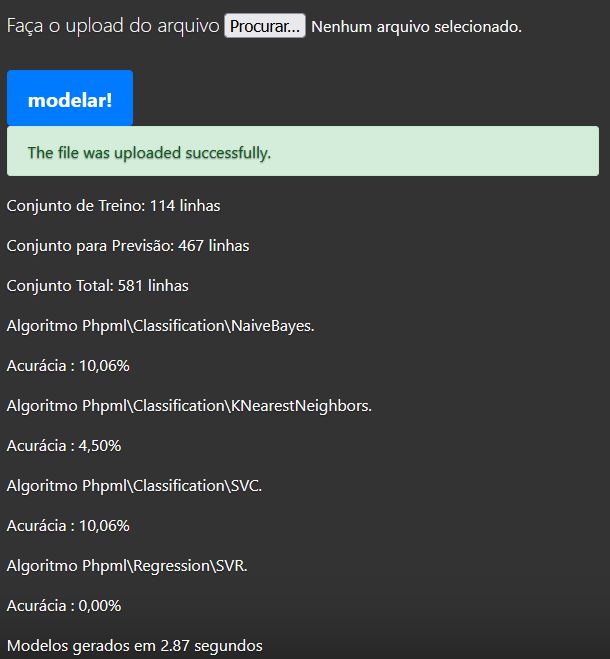 Faça o upload do arquivo Procurar... Nenhum arquivo selecionado.
modelar!
The file was uploaded successfully.
Conjunto de Treino: 114 linhas
Conjunto para Previsão: 467 linhas
Conjunto Total: 581 linhas
Algoritmo Phpml\Classification\NaiveBayes.
Acurácia : 10,06%
Algoritmo Phpml\Classification\KNearestNeighbors.
Acurácia : 4,50%
Algoritmo Phpml\Classification\SVC.
Acurácia : 10,06%
Algoritmo Phpml\Regression\SVR.
Acurácia : 0,00%
Modelos gerados em 2.87 segundos